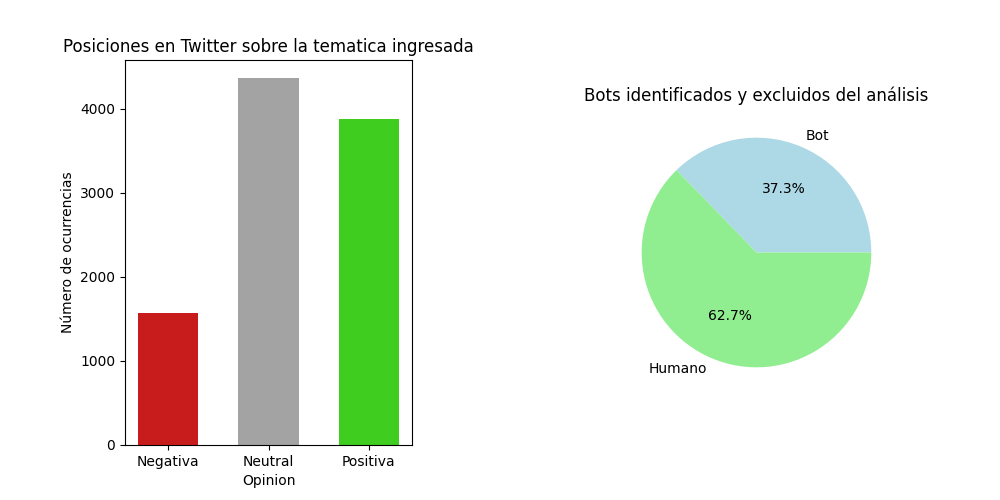 Posiciones en Twitter sobre la tematica ingresada
Número de ocurrencias
4000
3000
2000
1000
0
Negativa
Neutral
Positiva
Opinion
Bots identificados y excluidos del análisis
Bot
37.3%
62.7%
Humano